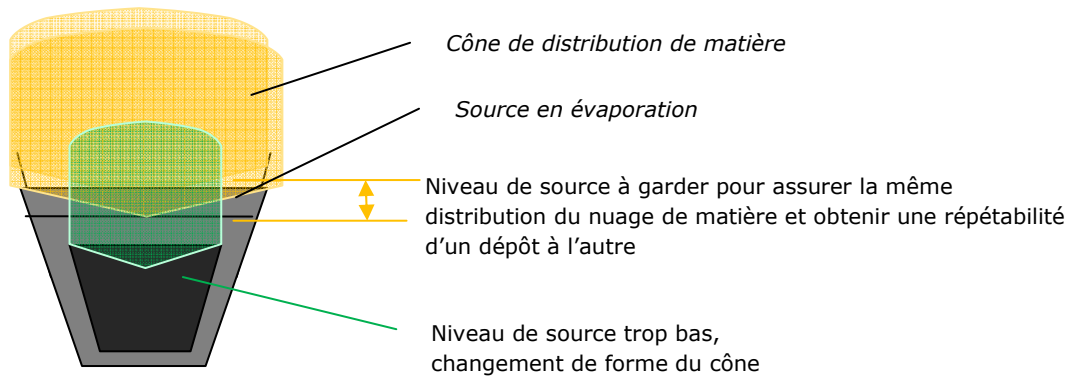 Cône de distribution de matière
Source en évaporation
Niveau de source à garder pour assurer la même
distribution du nuage de matière et obtenir une répétabilité
d’un dépôt à l’autre
Niveau de source trop bas,
changement de forme du cône